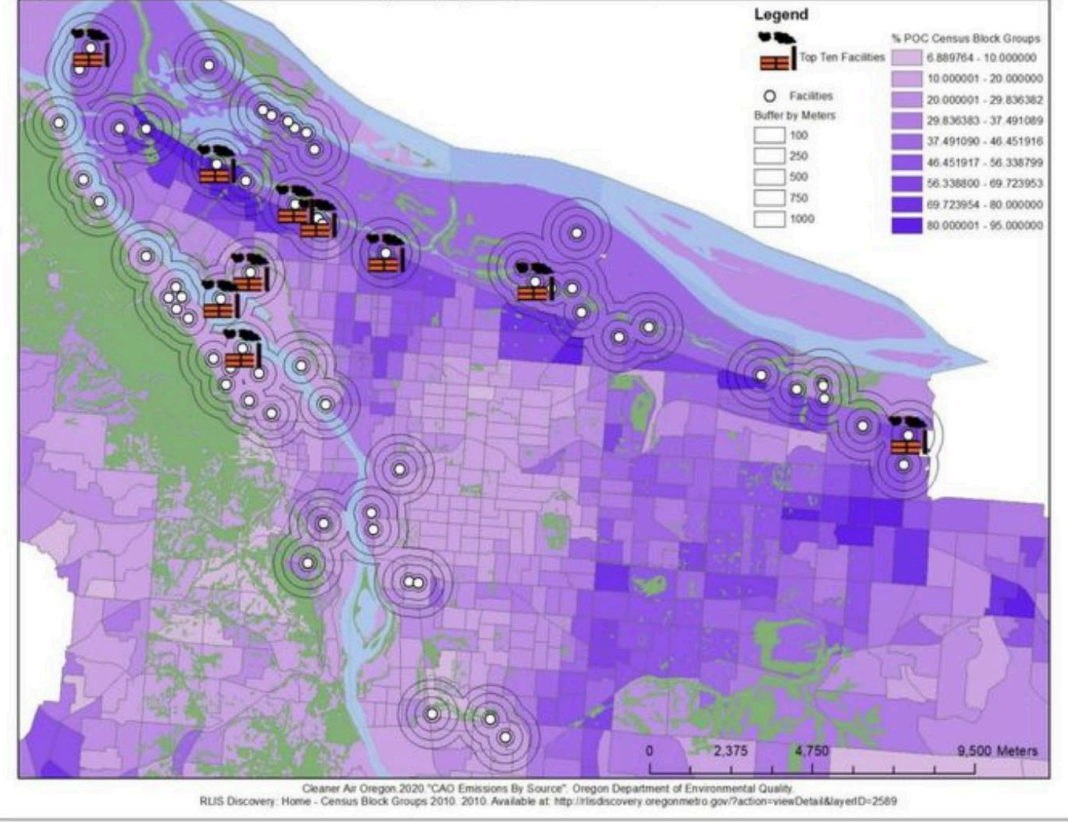 Legend
Top Ten Facilities
Facilities
Buffer by Meters
100
250
500
750
1000
% POC Census Block Groups
6.889764 - 10.000000
10.000001 - 20.000000
20.000001 - 29.836382
29.836383 - 37.491089
37.491090 - 46.451916
46.451917 - 56.338799
56.338800 - 69.723953
69.723954 - 80.000000
80.000001 - 95.000000
0 2,375 4,750 9,500 Meters
Cleaner Air Oregon.2020 "CAO Emissions By Source". Oregon Department of Environmental Quality.
RLIS Discovery: Home - Census Block Groups 2010. 2010. Available at: http://rlisdiscovery.oregonmetro.gov/?action=viewDetail&layerID=2589